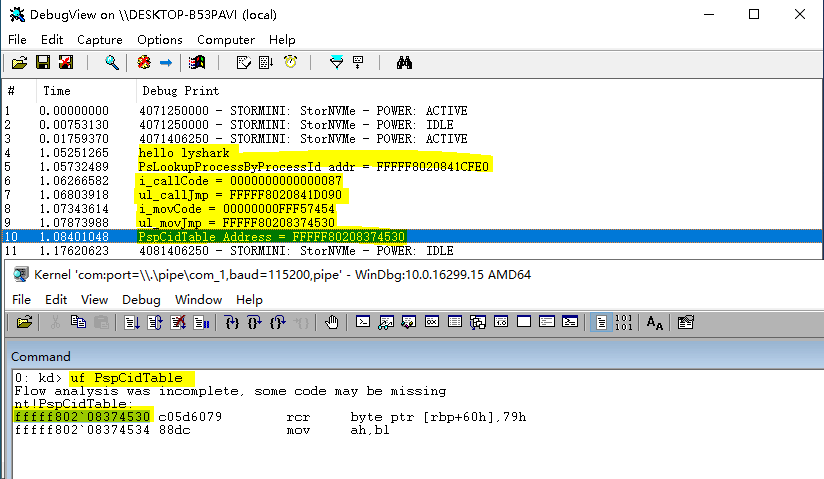 DebugView on \\DESKTOP-B53PAVI (local)
File Edit Capture Options Computer Help
# Time Debug Print
1 0.00000000 4071250000 - STORMINI: StorNVMe - POWER: ACTIVE
2 0.00753130 4071250000 - STORMINI: StorNVMe - POWER: IDLE
3 0.01759370 4071406250 - STORMINI: StorNVMe - POWER: ACTIVE
4 1.05251265 hello lyshark
5 1.05732489 PsLookupProcessByProcessId addr = FFFFF8020841CFE0
6 1.06266582 i_callCode = 0000000000000087
7 1.06803918 ul_callJmp = FFFFF8020841D090
8 1.07343614 i_movCode = 00000000FFF57454
9 1.07873988 ul_movJmp = FFFFF80208374530
10 1.08401048 PspCidTable Address = FFFFF80208374530
11 1.17620623 4081406250 - STORMINI: StorNVMe - POWER: IDLE
Kernel 'com:port=\\.\pipe\com_1,baud=115200,pipe' - WinDbg:10.0.16299.15 AMD64
File Edit View Debug Window Help
101
101
AA
Command
0: kd> uf PspCidTable
Flow analysis was incomplete, some code may be missing
nt!PspCidTable:
fffff802`08374530 c05d6079 rcr byte ptr [rbp+60h],79h
fffff802`08374534 88dc mov ah,bl